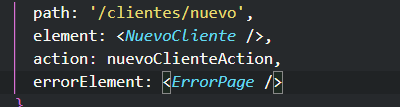 path: '/clientes/nuevo',
element: <NuevoCliente />,
action: nuevoClienteAction,
errorElement: <ErrorPage />
}